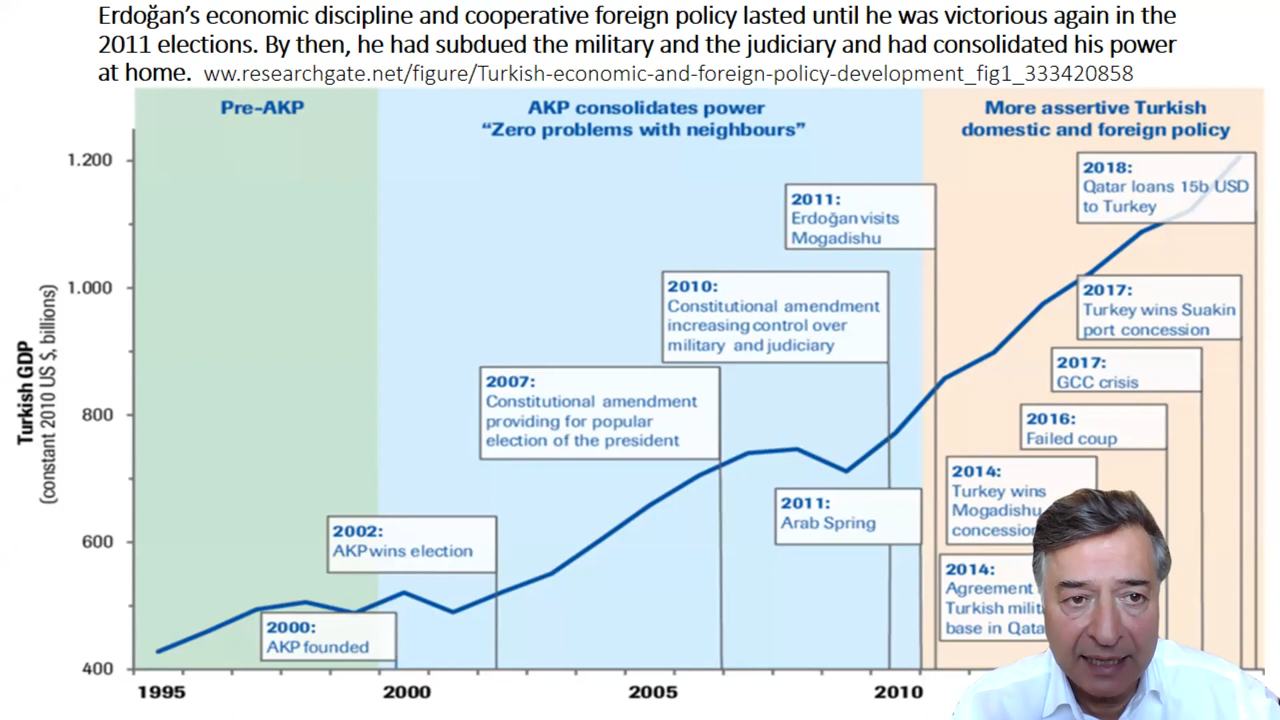 Erdoğan’s economic discipline and cooperative foreign policy lasted until he was victorious again in the
2011 elections. By then, he had subdued the military and the judiciary and had consolidated his power
at home. ww.researchgate.net/figure/Turkish-economic-and-foreign-policy-development_fig1_333420858
Pre-AKP
AKP consolidates power
“Zero problems with neighbours”
More assertive Turkish
domestic and foreign policy
Turkish GDP
(constant 2010 US $, billions)
1.200
1.000
800
600
400
2018:
Qatar loans 15b USD
to Turkey
2011:
Erdoğan visits
Mogadishu
2010:
Constitutional amendment
increasing control over
military and judiciary
2017:
Turkey wins Suakin
port concession
2017:
GCC crisis
2007:
Constitutional amendment
providing for popular
election of the president
2016:
Failed coup
2014:
Turkey wins
Mogadishu
2011:
Arab Spring
2002:
AKP wins election
2014:
Agreement
Turkish
base in
2000:
AKP founded
1995
2000
2005
2010